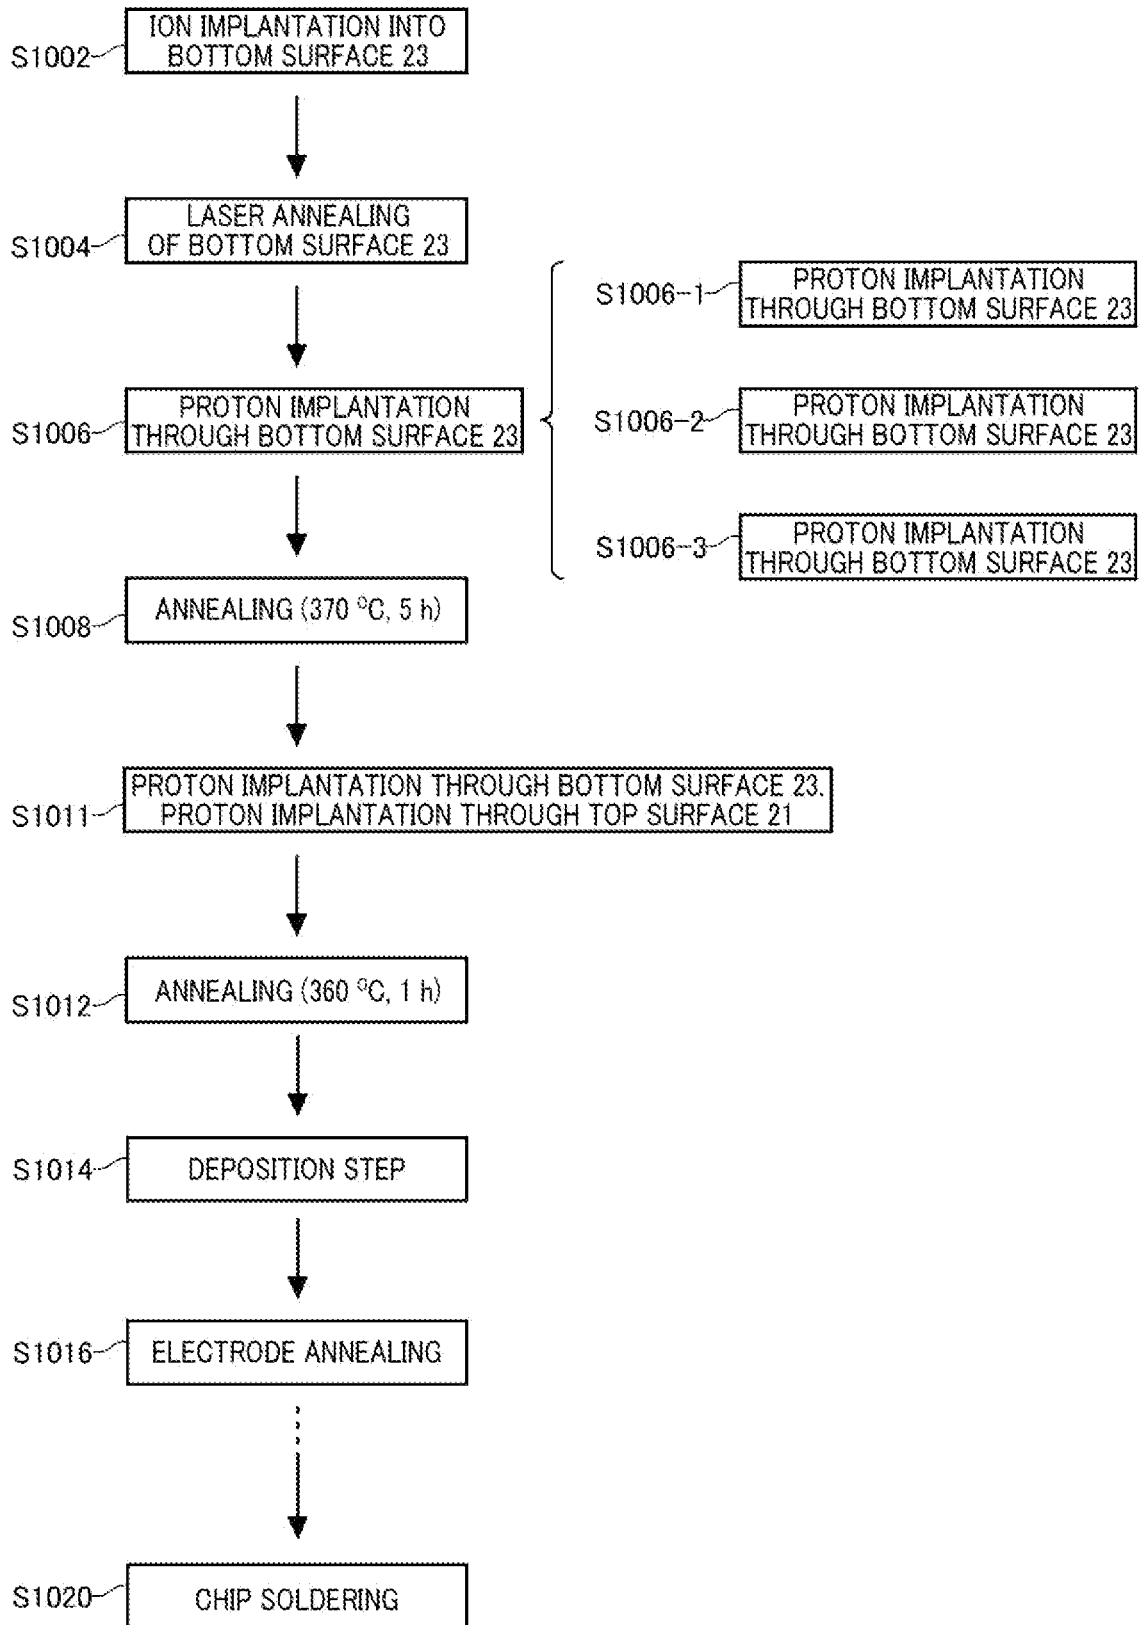 S1002
ION IMPLANTATION INTO
BOTTOM SURFACE 23
S1004
LASER ANNEALING
OF BOTTOM SURFACE 23
S1006
PROTON IMPLANTATION
THROUGH BOTTOM SURFACE 23
S1006-1
PROTON IMPLANTATION
THROUGH BOTTOM SURFACE 23
S1006-2
PROTON IMPLANTATION
THROUGH BOTTOM SURFACE 23
S1006-3
PROTON IMPLANTATION
THROUGH BOTTOM SURFACE 23
S1008
ANNEALING (370 °C, 5 h)
S1011
PROTON IMPLANTATION THROUGH BOTTOM SURFACE 23.
PROTON IMPLANTATION THROUGH TOP SURFACE 21
S1012
ANNEALING (360 °C, 1 h)
S1014
DEPOSITION STEP
S1016
ELECTRODE ANNEALING
S1020
CHIP SOLDERING